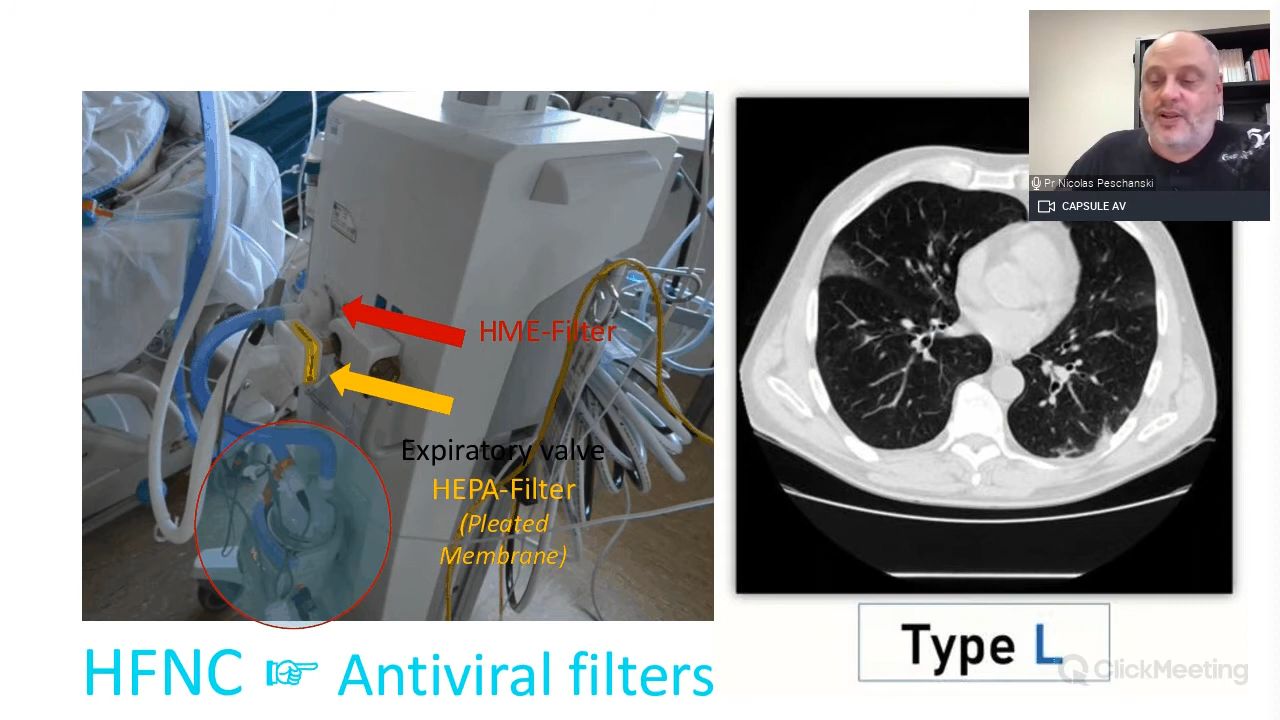 Pr Nicolas Peschanski
CAPSULE AV
HME-Filter
Expiratory valve
HEPA-Filter
(Pleated
Membrane)
HFNC ☞ Antiviral filters
Type L
ClickMeeting